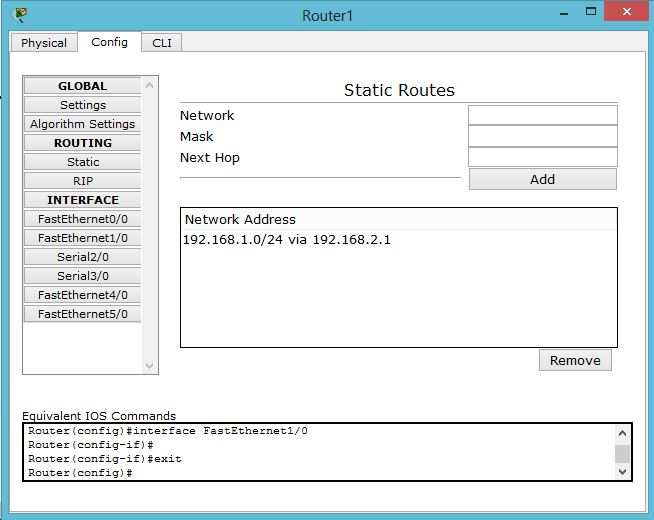 Router1
Physical
Config
CLI
GLOBAL
Settings
Algorithm Settings
ROUTING
Static
RIP
INTERFACE
FastEthernet0/0
FastEthernet1/0
Serial2/0
Serial3/0
FastEthernet4/0
FastEthernet5/0
Static Routes
Network
Mask
Next Hop
Add
Network Address
192.168.1.0/24 via 192.168.2.1
Remove
Equivalent IOS Commands
Router(config)#interface FastEthernet1/0
Router(config-if)#
Router(config-if)#exit
Router(config)#